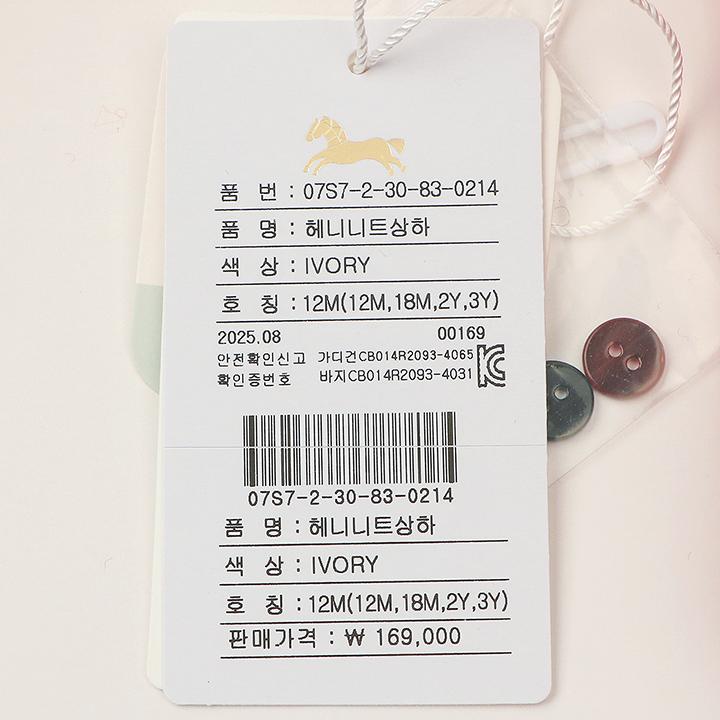 품 번 : 07S7-2-30-83-0214
품 명 : 헤니니트상하
색 상 : IVORY
호 칭 : 12M(12M,18M,2Y,3Y)
2025.08 00169
안전확인신고 가디건CB014R2093-4065
확인증번호 바지CB014R2093-4031
07S7-2-30-83-0214
품 명 : 헤니니트상하
색 상 : IVORY
호 칭 : 12M(12M,18M,2Y,3Y)
판매가격 : ₩ 169,000